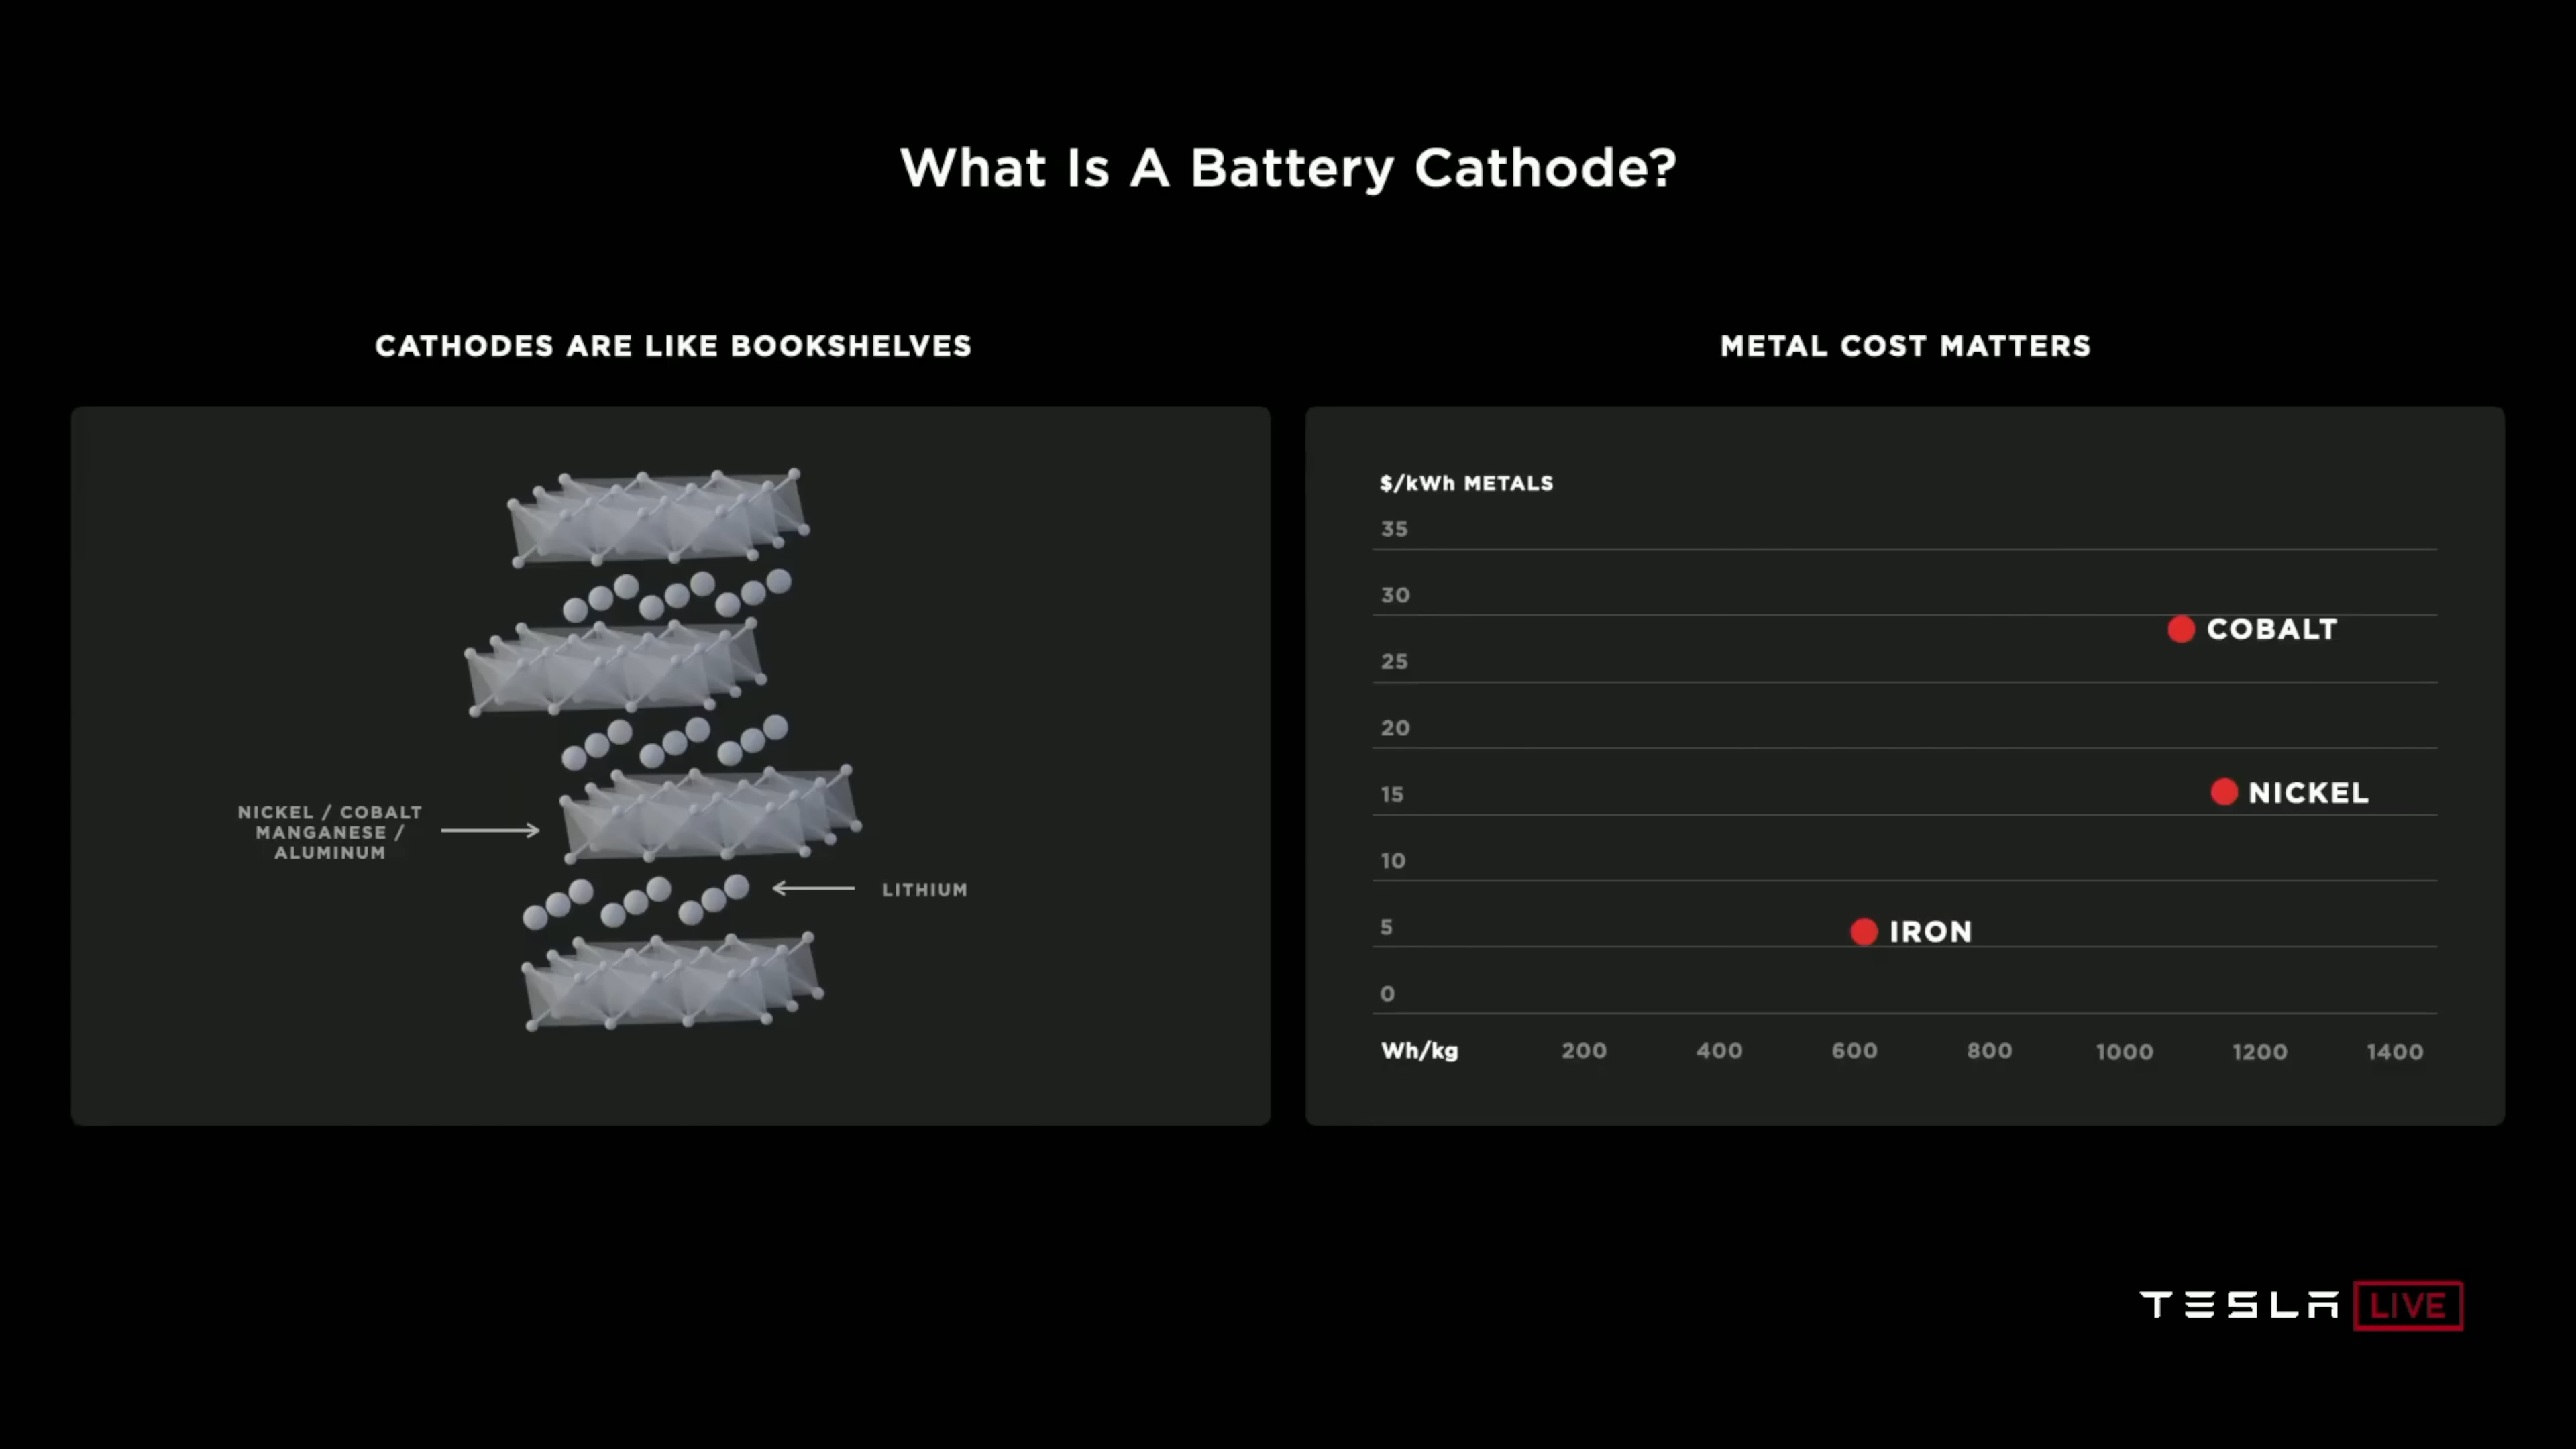 What Is A Battery Cathode?
CATHODES ARE LIKE BOOKSHELVES
NICKEL / COBALT
MANGANESE /
ALUMINUM
LITHIUM
METAL COST MATTERS
$/kWh METALS
35
30
COBALT
25
20
15
NICKEL
10
5
IRON
0
Wh/kg 200 400 600 800 1000 1200 1400
TESLA LIVE